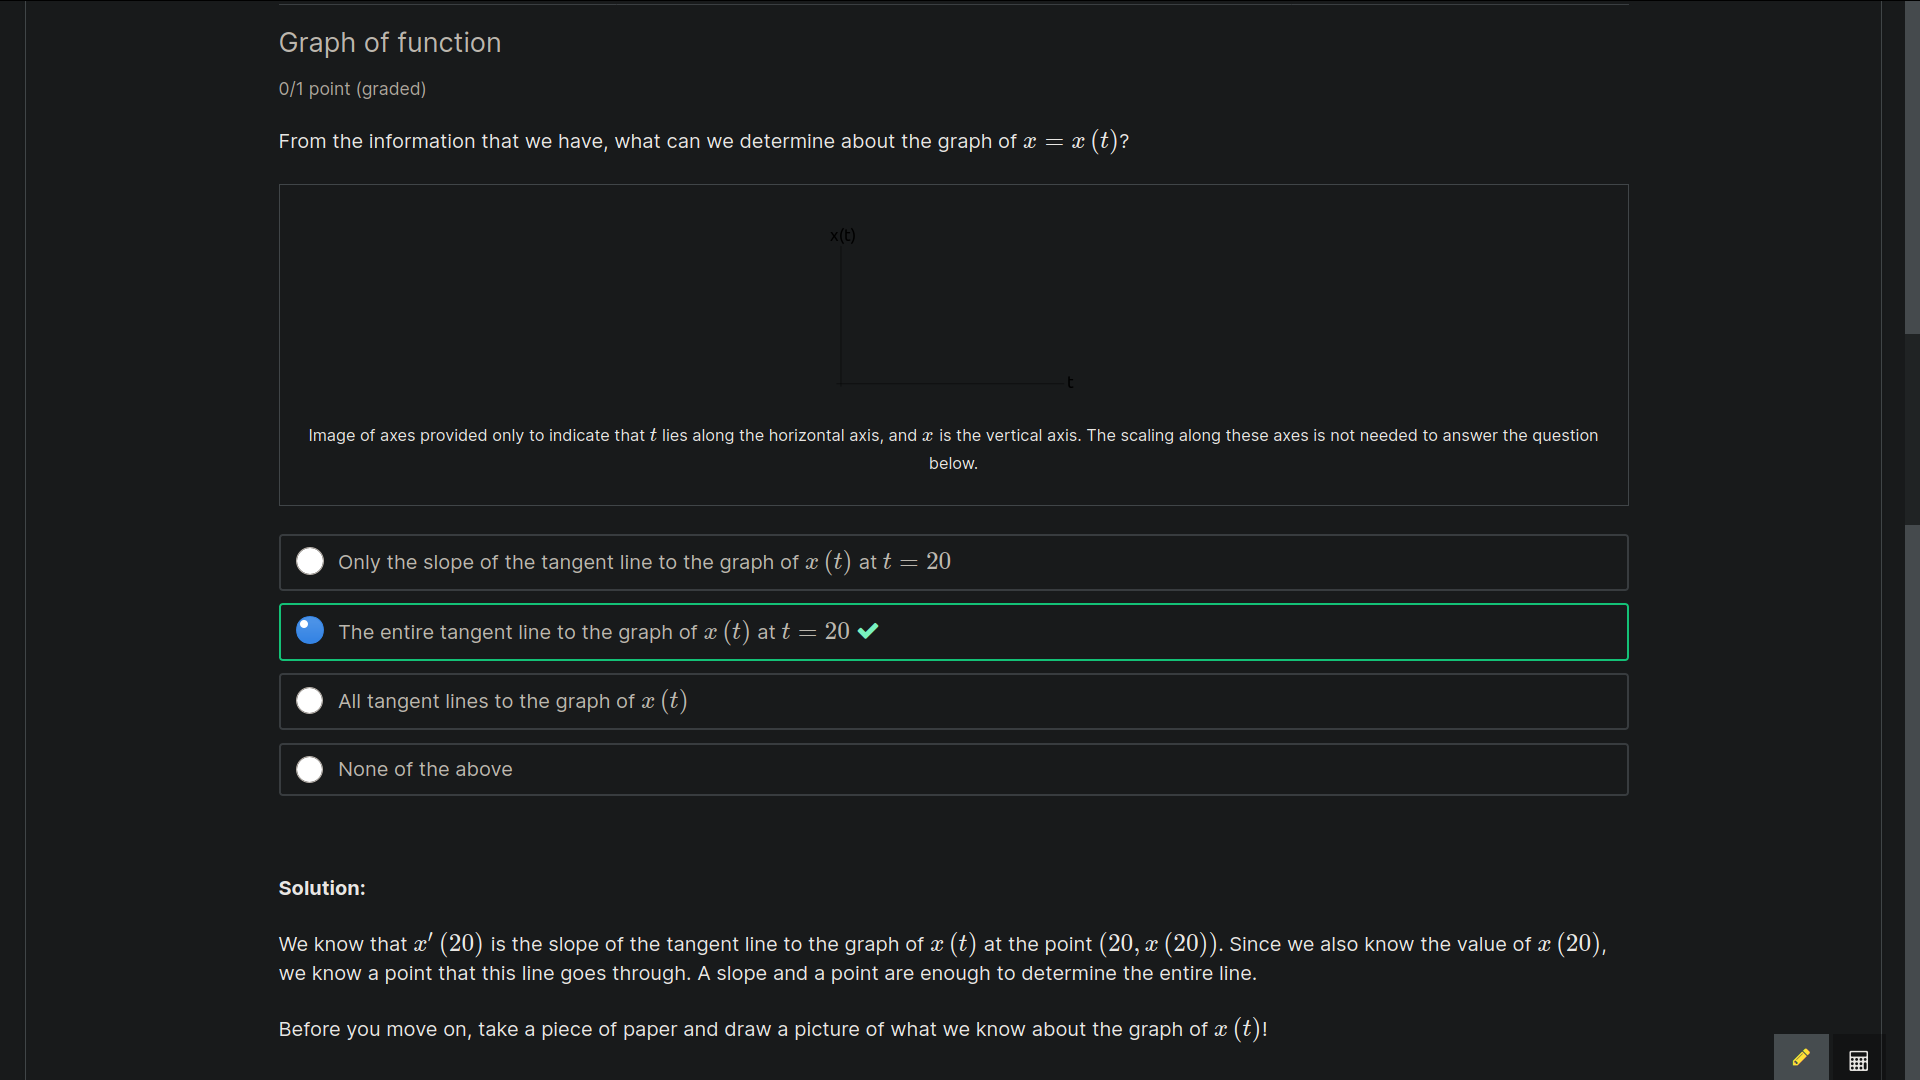 Graph of function
0/1 point (graded)
From the information that we have, what can we determine about the graph of x = x (t)?
x(t)
t
Image of axes provided only to indicate that t lies along the horizontal axis, and x is the vertical axis. The scaling along these axes is not needed to answer the question
below.
Only the slope of the tangent line to the graph of x (t) at t = 20
The entire tangent line to the graph of x (t) at t = 20
All tangent lines to the graph of x (t)
None of the above
Solution:
We know that x′ (20) is the slope of the tangent line to the graph of x (t) at the point (20, x (20)). Since we also know the value of x (20),
we know a point that this line goes through. A slope and a point are enough to determine the entire line.
Before you move on, take a piece of paper and draw a picture of what we know about the graph of x (t)!